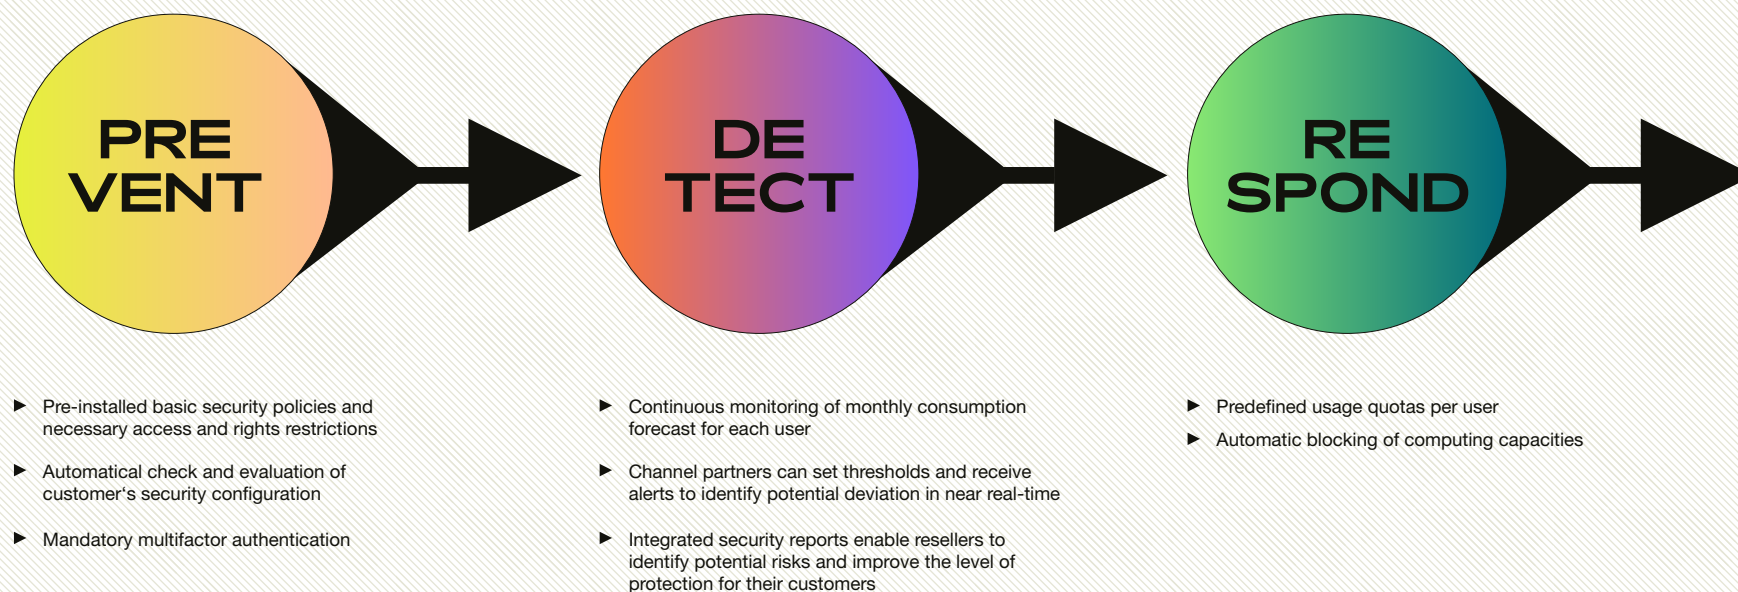 PRE
VENT
DE
TECT
RE
SPOND
Pre-installed basic security policies and
necessary access and rights restrictions
Automatical check and evaluation of
customer‘s security configuration
Mandatory multifactor authentication
Continuous monitoring of monthly consumption
forecast for each user
Channel partners can set thresholds and receive
alerts to identify potential deviation in near real-time
Integrated security reports enable resellers to
identify potential risks and improve the level of
protection for their customers
Predefined usage quotas per user
Automatic blocking of computing capacities